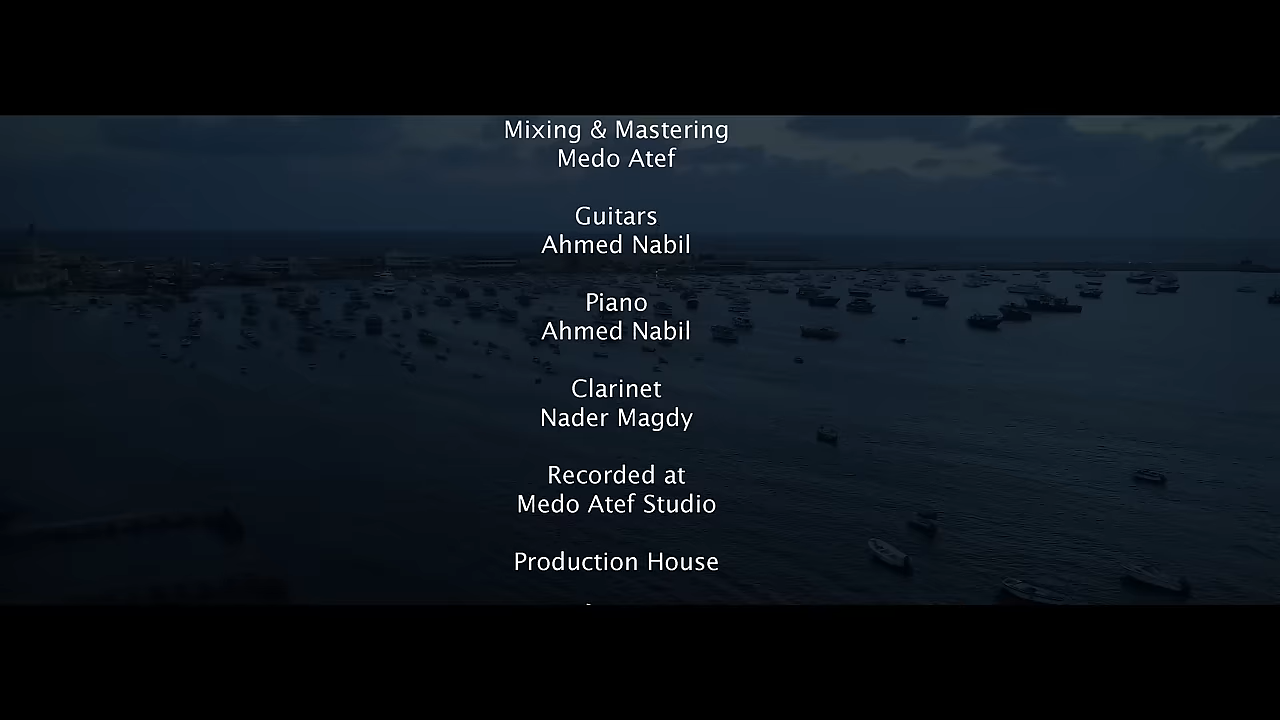 Mixing & Mastering
Medo Atef
Guitars
Ahmed Nabil
Piano
Ahmed Nabil
Clarinet
Nader Magdy
Recorded at
Medo Atef Studio
Production House